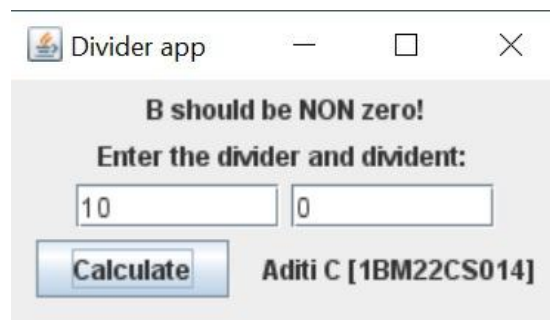 Divider app
B should be NON zero!
Enter the divider and divident:
10 0
Calculate Aditi C [1BM22CS014]